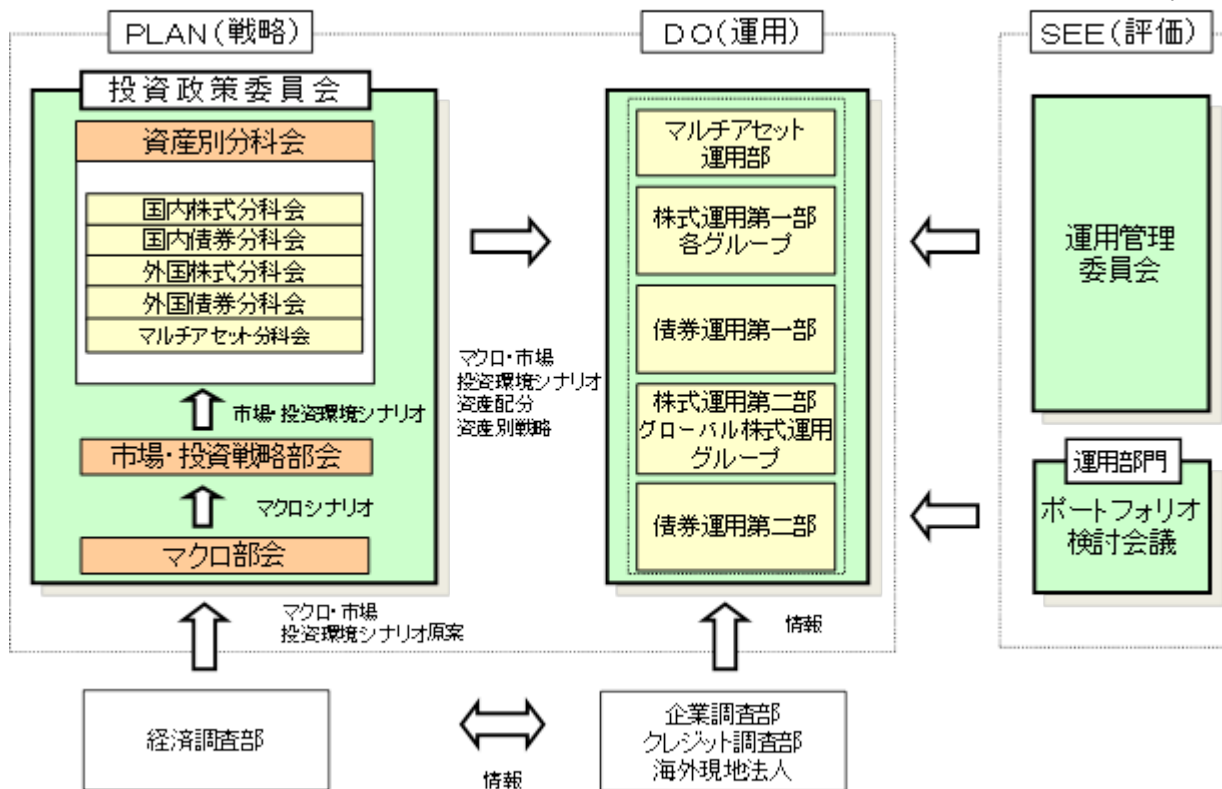 PLAN(戦略)
投資政策委員会
資産別分科会
国内株式分科会
国内債券分科会
外国株式分科会
外国債券分科会
マルチアセット分科会
市場・投資環境シナリオ
市場・投資戦略部会
マクロシナリオ
マクロ部会
マクロ・市場
投資環境シナリオ原案
経済調査部
マクロ・市場
投資環境シナリオ
資産配分
資産別戦略
DO(運用)
マルチアセット
運用部
株式運用第一部
各グループ
債券運用第一部
株式運用第二部
グローバル株式運用
グループ
債券運用第二部
情報
情報
企業調査部
クレジット調査部
海外現地法人
SEE(評価)
運用管理
委員会
運用部門
ポートフォリオ
検討会議